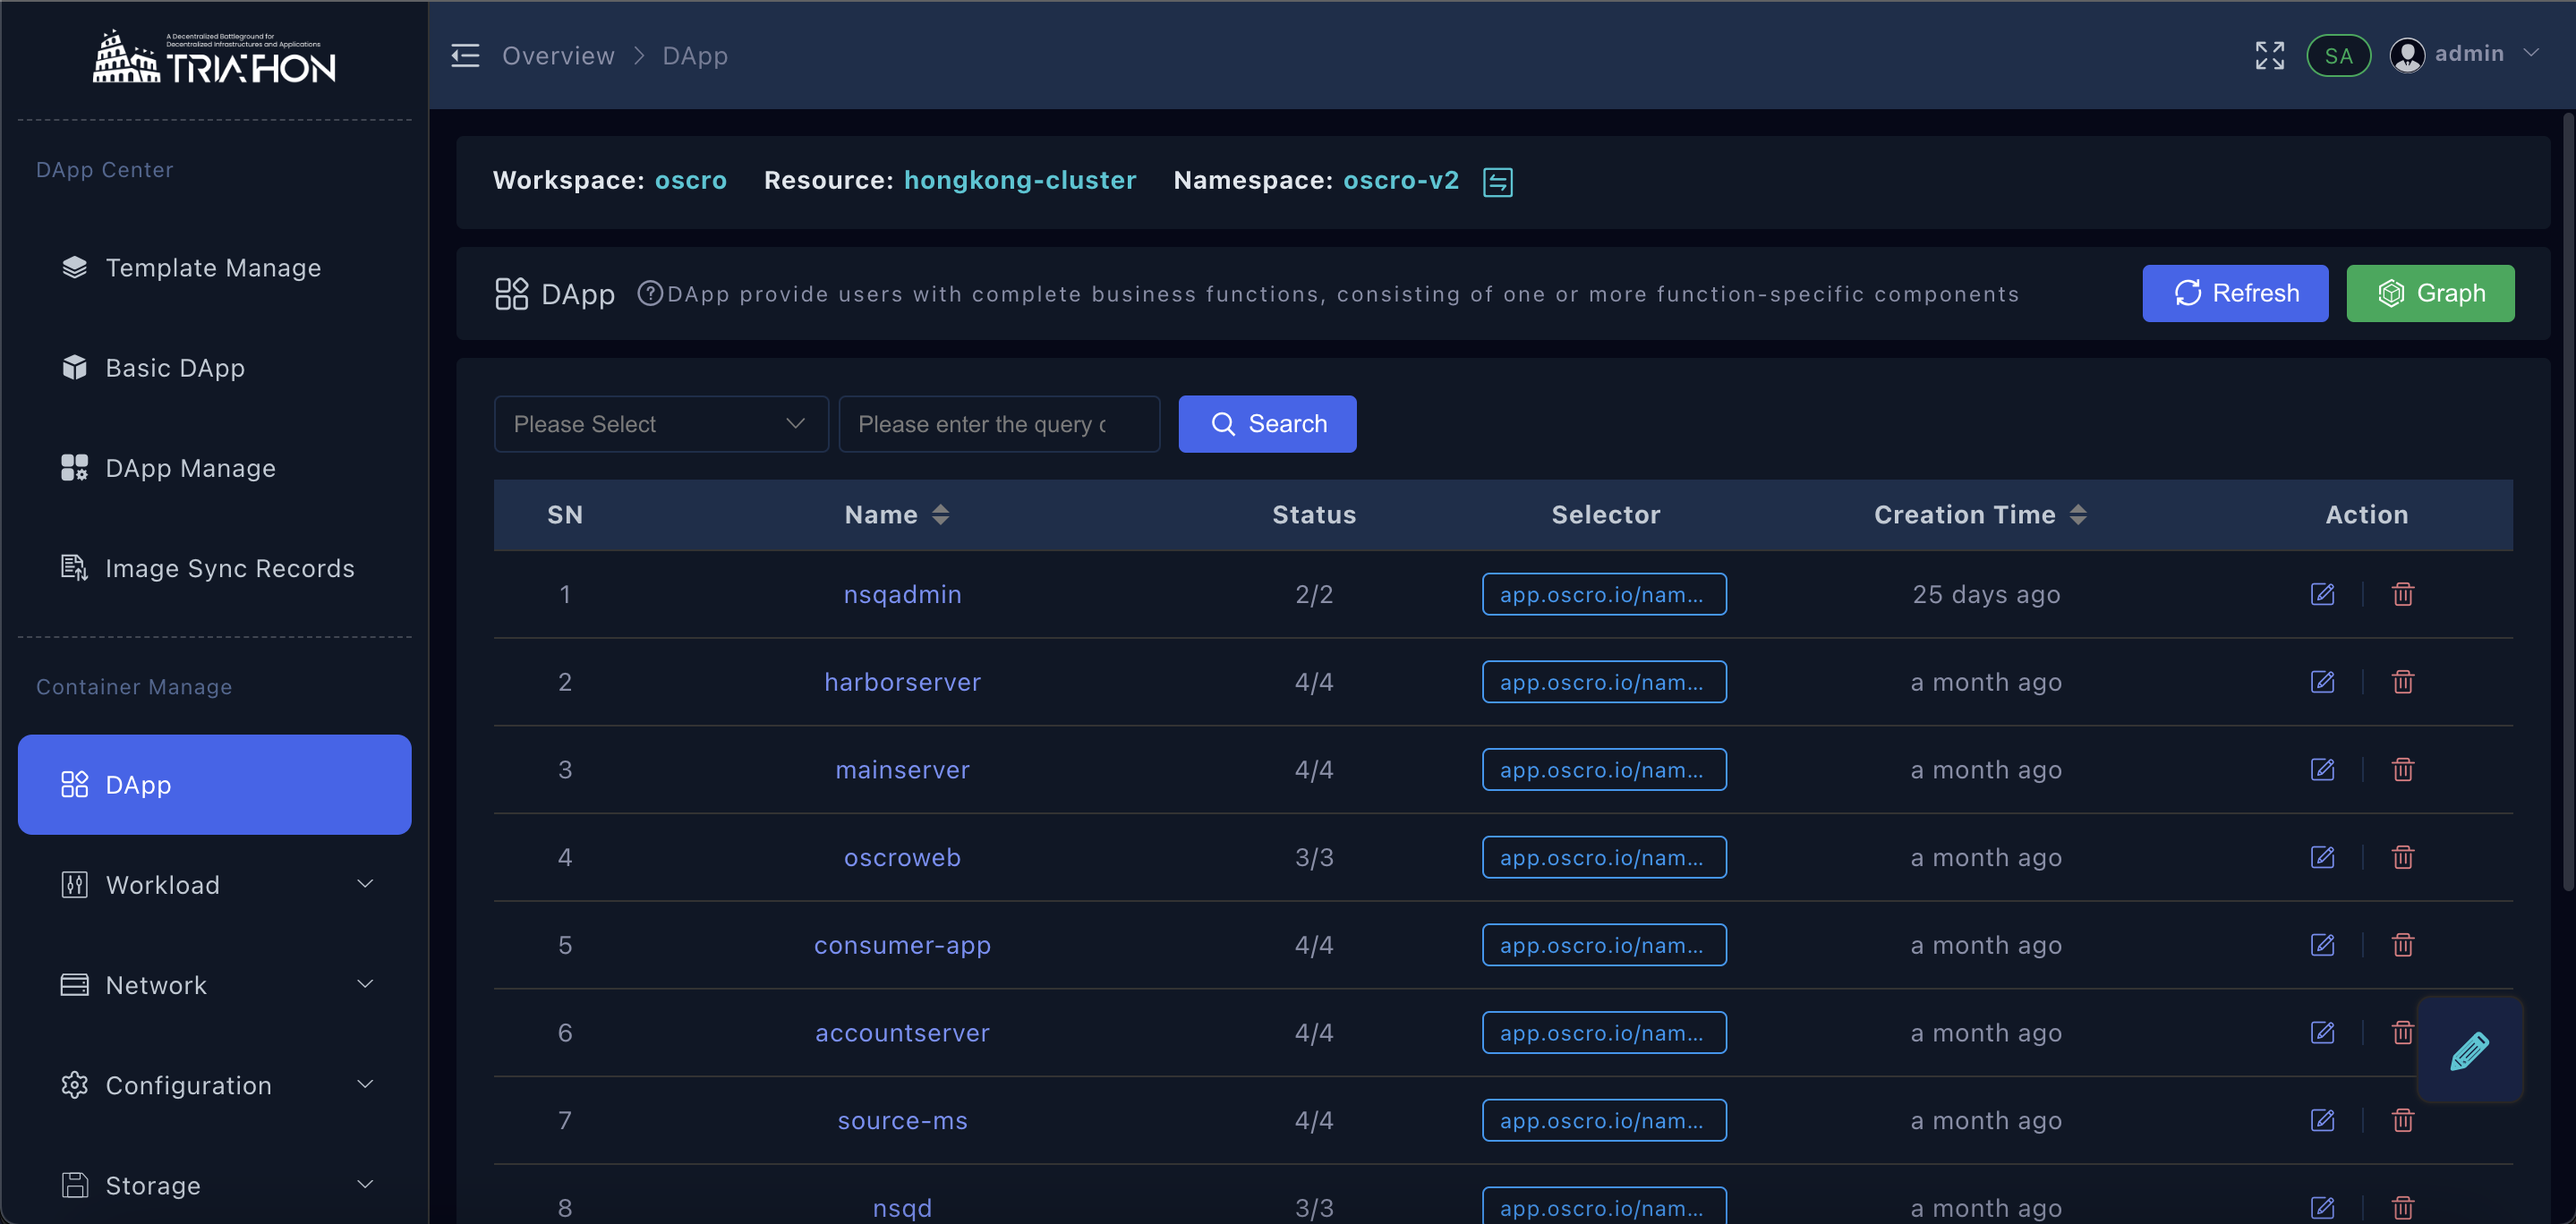 A Decentralized Battleground for
Decentralized Infrastructures and Applications
TRIATHON
Overview > DApp
SA
admin
DApp Center
Template Manage
Basic DApp
DApp Manage
Image Sync Records
Container Manage
DApp
Workload
Network
Configuration
Storage
Workspace: oscro Resource: hongkong-cluster Namespace: oscro-v2
DApp ?DApp provide users with complete business functions, consisting of one or more function-specific components
Refresh
Graph
Please Select
Please enter the query c
Search
SN Name Status Selector Creation Time Action
1 nsqadmin 2/2 app.oscro.io/nam... 25 days ago
2 harborserver 4/4 app.oscro.io/nam... a month ago
3 mainserver 4/4 app.oscro.io/nam... a month ago
4 oscroweb 3/3 app.oscro.io/nam... a month ago
5 consumer-app 4/4 app.oscro.io/nam... a month ago
6 accountserver 4/4 app.oscro.io/nam... a month ago
7 source-ms 4/4 app.oscro.io/nam... a month ago
8 nsqd 3/3 app.oscro.io/nam... a month ago